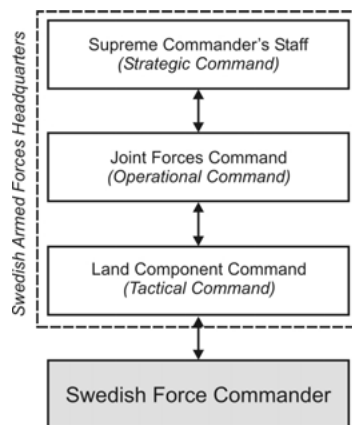 Swedish Armed Forces Headquarters
Supreme Commander's Staff
(Strategic Command)
Joint Forces Command
(Operational Command)
Land Component Command
(Tactical Command)
Swedish Force Commander